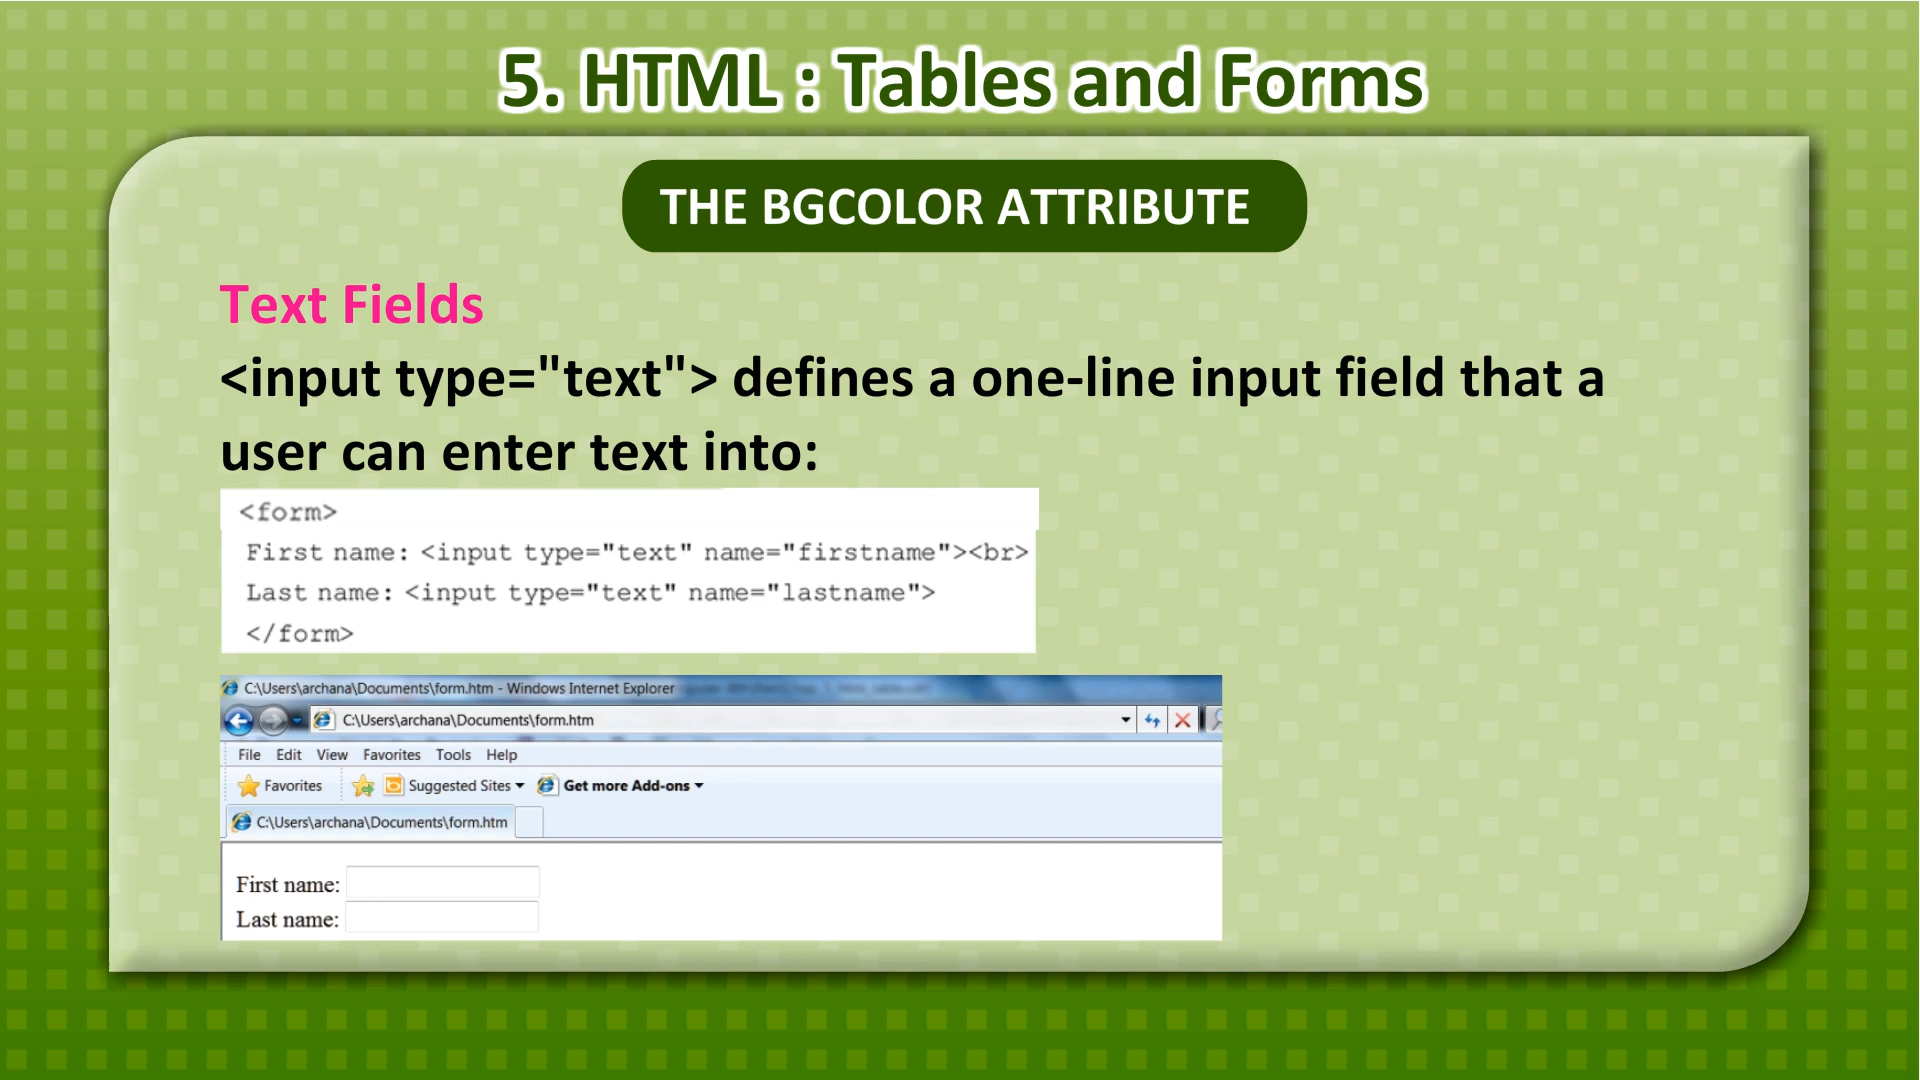 5. HTML : Tables and Forms
THE BGCOLOR ATTRIBUTE
Text Fields
<input type="text"> defines a one-line input field that a
user can enter text into:
<form>
First name: <input type="text" name="firstname"><br>
Last name: <input type="text" name="lastname">
</form>
C:\Users\archana\Documents\form.htm - Windows Internet Explorer
C:\Users\archana\Documents\form.htm
File Edit View Favorites Tools Help
Favorites Suggested Sites Get more Add-ons
C:\Users\archana\Documents\form.htm
First name:
Last name: